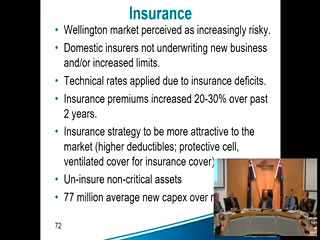 Insurance
• Wellington market perceived as increasingly risky.
• Domestic insurers not underwriting new business
and/or increased limits.
• Technical rates applied due to insurance deficits.
• Insurance premiums increased 20-30% over past
2 years.
• Insurance strategy to be more attractive to the
market (higher deductibles; protective cell,
ventilated cover for insurance cover)
• Un-insure non-critical assets
• 77 million average new capex over
72